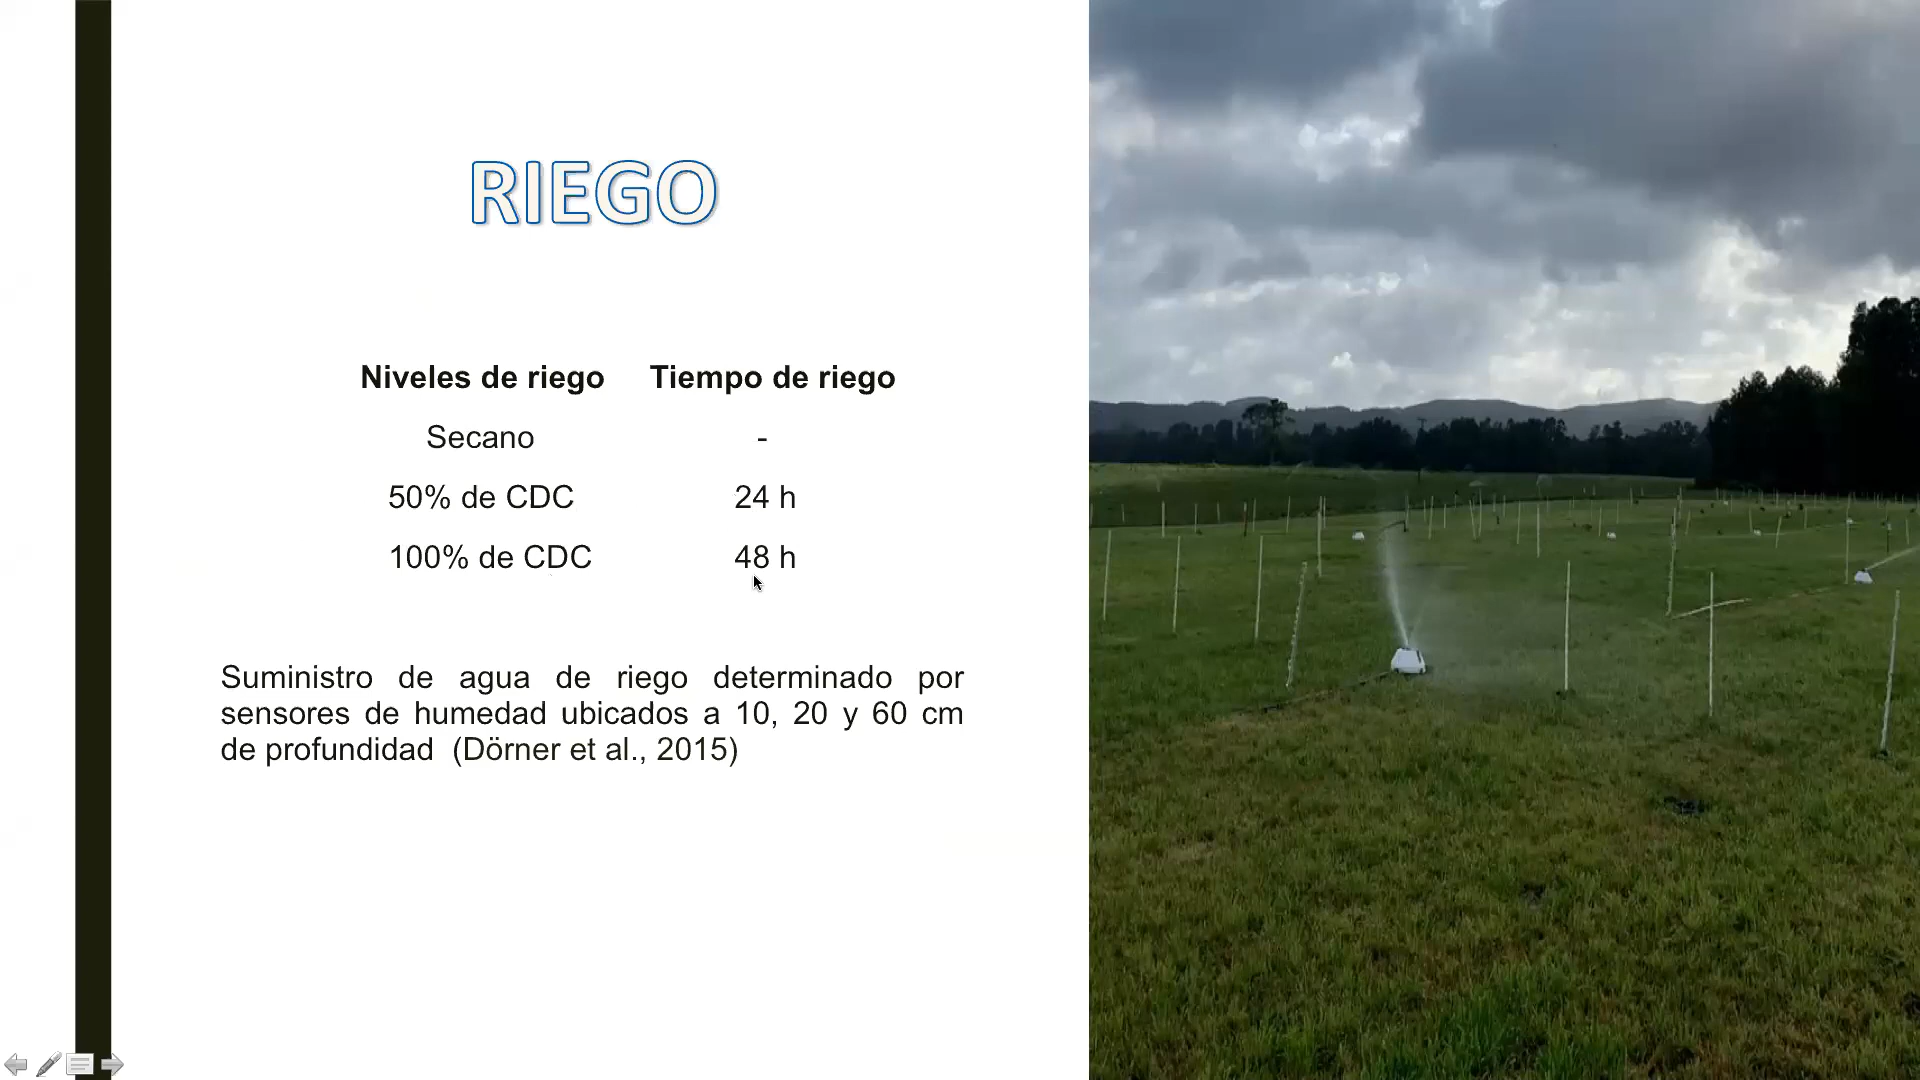 RIEGO
Niveles de riego Tiempo de riego
Secano -
50% de CDC 24 h
100% de CDC 48 h
Suministro de agua de riego determinado por
sensores de humedad ubicados a 10, 20 y 60 cm
de profundidad (Dörner et al., 2015)